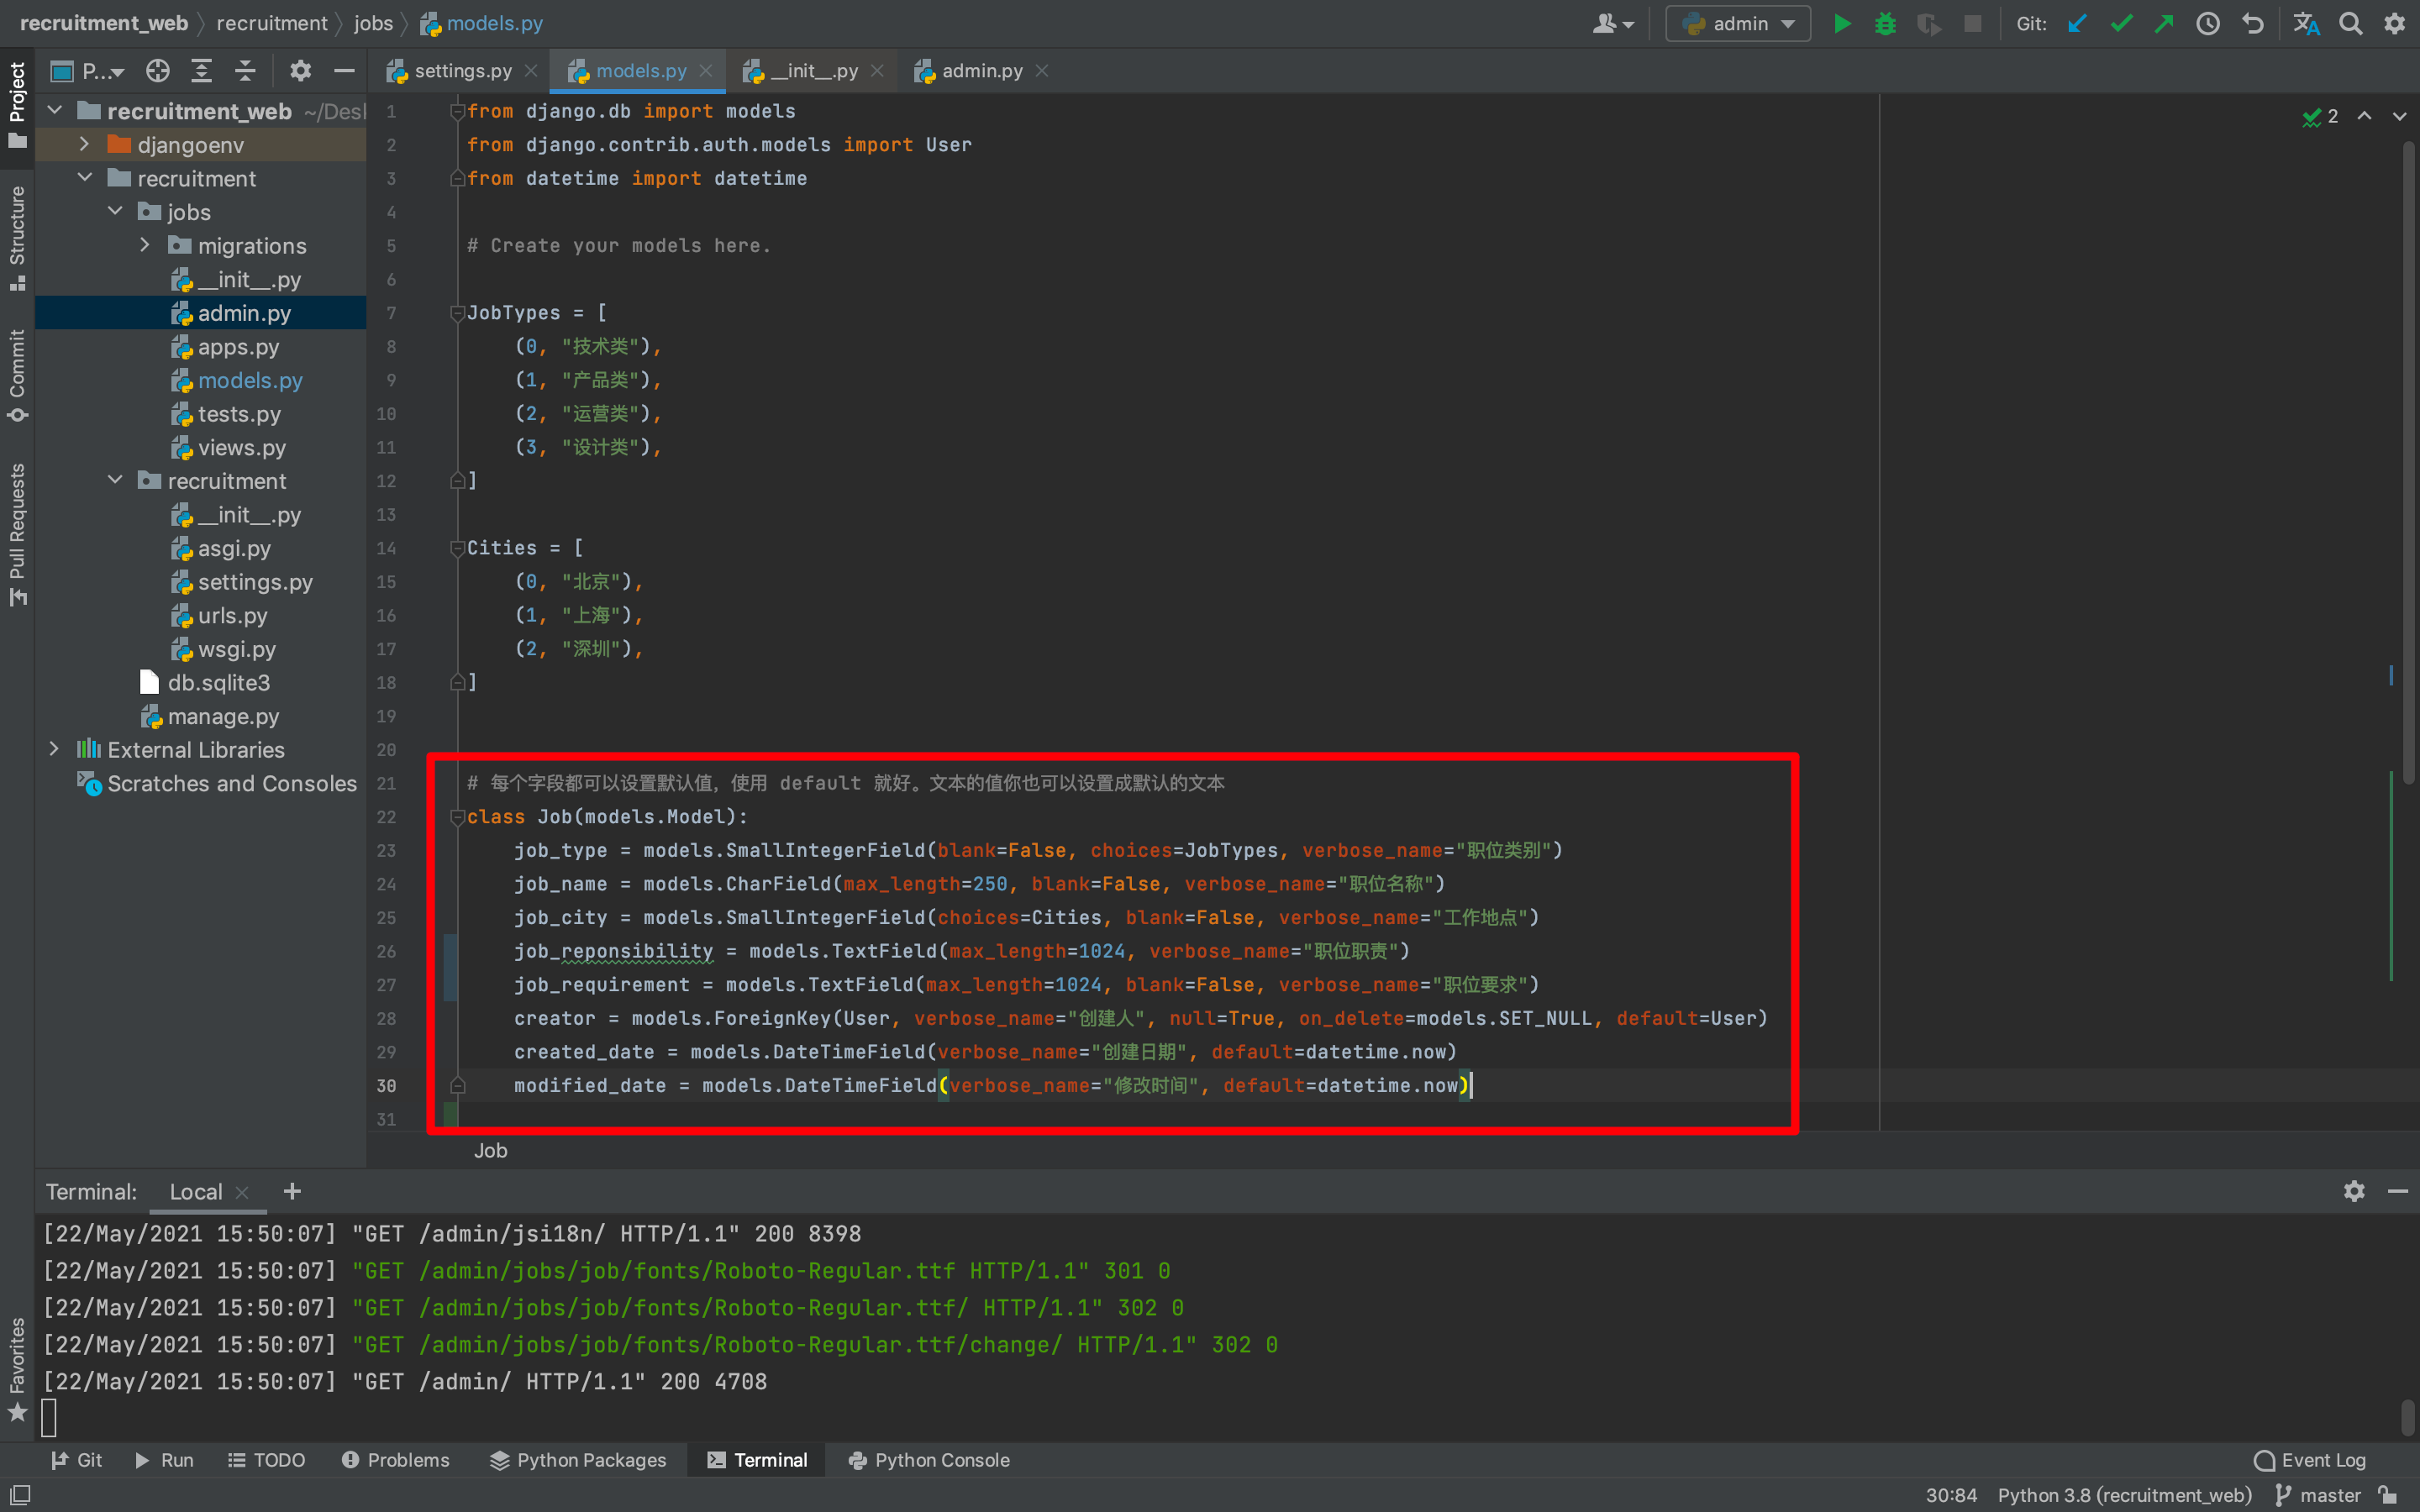 recruitment_web recruitment jobs models.py admin Git:
Project
Structure
Commit
Pull Requests
Favorites
P...
settings.py models.py __init__.py admin.py
recruitment_web ~/Desl
djangoenv
recruitment
jobs
migrations
__init__.py
admin.py
apps.py
models.py
tests.py
views.py
recruitment
__init__.py
asgi.py
settings.py
urls.py
wsgi.py
db.sqlite3
manage.py
External Libraries
Scratches and Consoles
2
1 from django.db import models
2 from django.contrib.auth.models import User
3 from datetime import datetime
4
5 # Create your models here.
6
7 JobTypes = [
8 (0, "技术类"),
9 (1, "产品类"),
10 (2, "运营类"),
11 (3, "设计类"),
12 ]
13
14 Cities = [
15 (0, "北京"),
16 (1, "上海"),
17 (2, "深圳"),
18 ]
19
20
21 # 每个字段都可以设置默认值，使用 default 就好。文本的值你也可以设置成默认的文本
22 class Job(models.Model):
23 job_type = models.SmallIntegerField(blank=False, choices=JobTypes, verbose_name="职位类别")
24 job_name = models.CharField(max_length=250, blank=False, verbose_name="职位名称")
25 job_city = models.SmallIntegerField(choices=Cities, blank=False, verbose_name="工作地点")
26 job_reponsibility = models.TextField(max_length=1024, verbose_name="职位职责")
27 job_requirement = models.TextField(max_length=1024, blank=False, verbose_name="职位要求")
28 creator = models.ForeignKey(User, verbose_name="创建人", null=True, on_delete=models.SET_NULL, default=User)
29 created_date = models.DateTimeField(verbose_name="创建日期", default=datetime.now)
30 modified_date = models.DateTimeField(verbose_name="修改时间", default=datetime.now)
31
Job
Terminal: Local
[22/May/2021 15:50:07] "GET /admin/jsi18n/ HTTP/1.1" 200 8398
[22/May/2021 15:50:07] "GET /admin/jobs/job/fonts/Roboto-Regular.ttf HTTP/1.1" 301 0
[22/May/2021 15:50:07] "GET /admin/jobs/job/fonts/Roboto-Regular.ttf/ HTTP/1.1" 302 0
[22/May/2021 15:50:07] "GET /admin/jobs/job/fonts/Roboto-Regular.ttf/change/ HTTP/1.1" 302 0
[22/May/2021 15:50:07] "GET /admin/ HTTP/1.1" 200 4708
Git Run TODO Problems Python Packages Terminal Python Console Event Log
30:84 Python 3.8 (recruitment_web) master